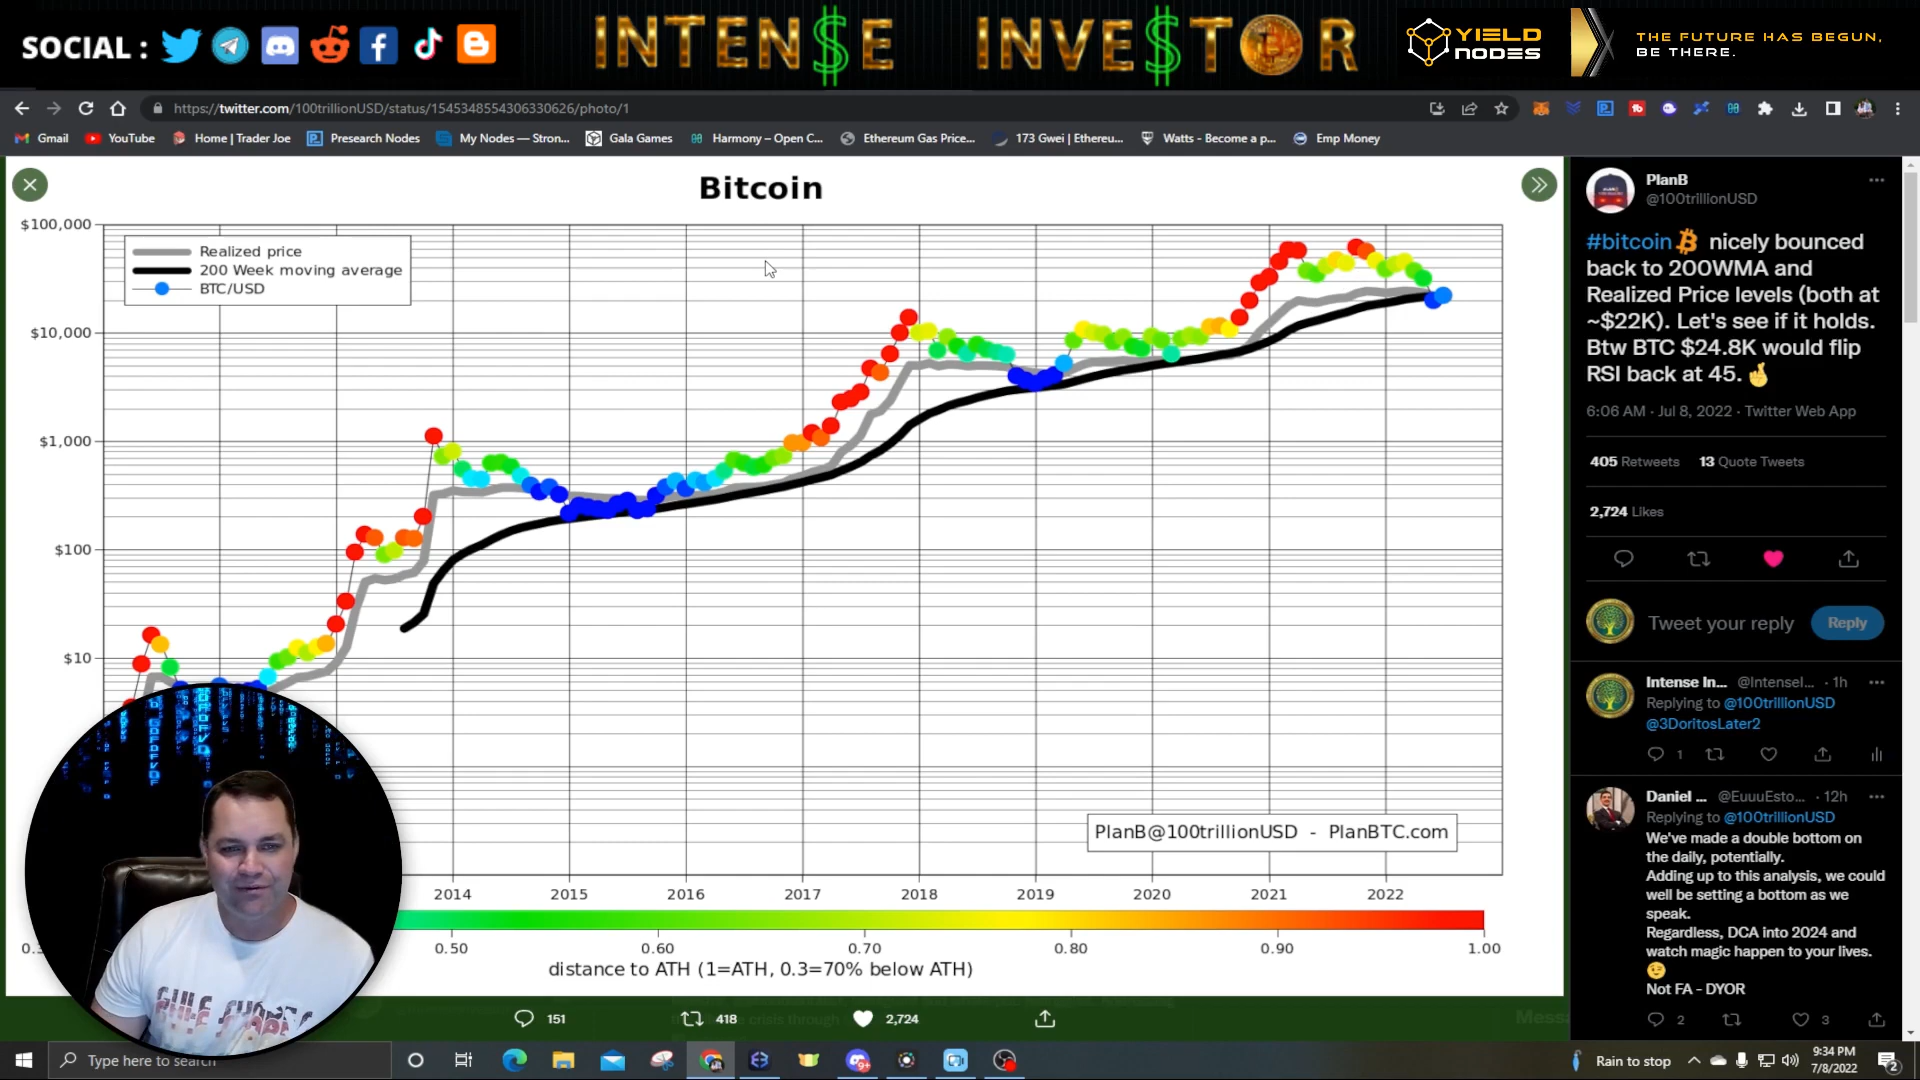 SOCIAL :
INTEN$E INVE$T R
YIELD
NODES
THE FUTURE HAS BEGUN,
BE THERE.
https://twitter.com/100trillionUSD/status/1545348554306330626/photo/1
Gmail
YouTube
Home | Trader Joe
Presearch Nodes
My Nodes — Stron...
Gala Games
Harmony – Open C...
Ethereum Gas Price...
173 Gwei | Ethereu...
Watts - Become a p...
Emp Money
Bitcoin
$100,000
$10,000
$1,000
$100
$10
Realized price
200 Week moving average
BTC/USD
PlanB@100trillionUSD - PlanBTC.com
2014 2015 2016 2017 2018 2019 2020 2021 2022
0.50 0.60 0.70 0.80 0.90 1.00
distance to ATH (1=ATH, 0.3=70% below ATH)
151
418
2,724
PlanB
@100trillionUSD
#bitcoin nicely bounced
back to 200WMA and
Realized Price levels (both at
~$22K). Let's see if it holds.
Btw BTC $24.8K would flip
RSI back at 45.
6:06 AM · Jul 8, 2022 · Twitter Web App
405 Retweets 13 Quote Tweets
2,724 Likes
Tweet your reply
Reply
Intense In... @Intensel... · 1h
Replying to @100trillionUSD
@3DoritosLater2
1
Daniel ... @EuuuEsto... · 12h
Replying to @100trillionUSD
We've made a double bottom on
the daily, potentially.
Adding up to this analysis, we could
well be setting a bottom as we
speak.
Regardless, DCA into 2024 and
watch magic happen to your lives.
Not FA - DYOR
2
3
Type here to search
Rain to stop
9:34 PM
7/8/2022
2